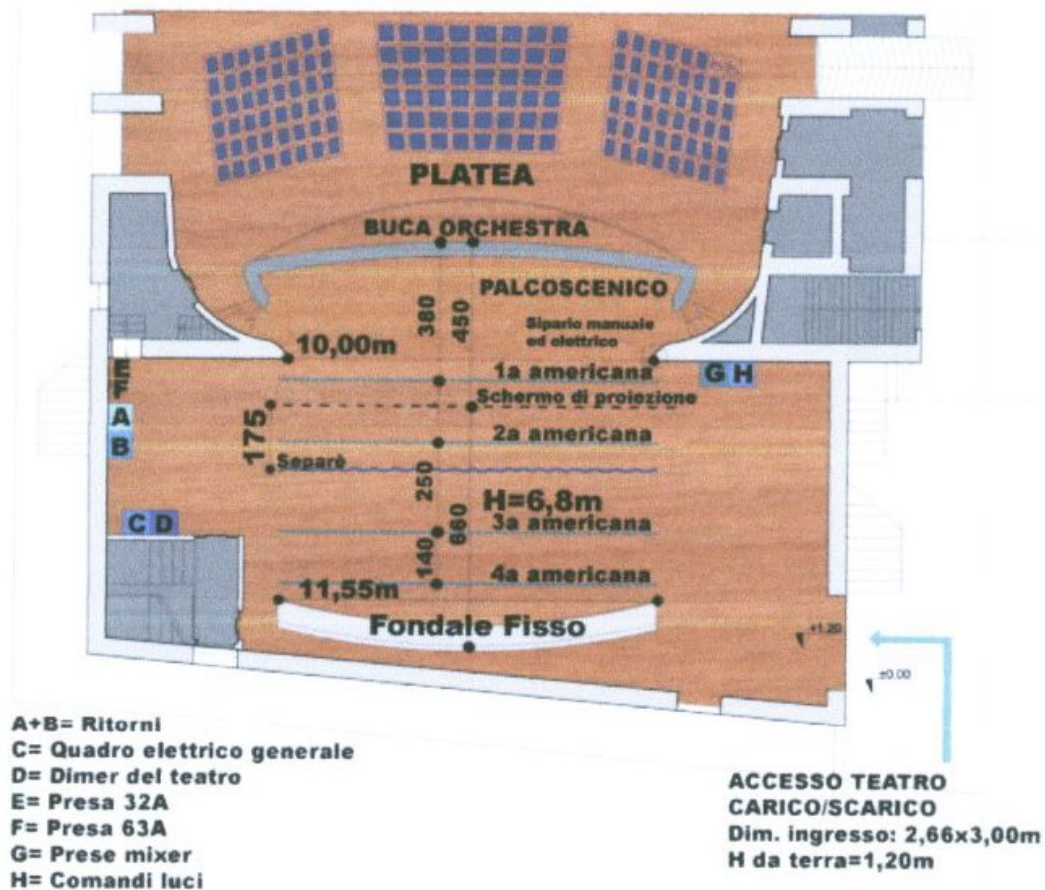 PLATEA
BUCA ORCHESTRA
PALCOSCENICO
380
450
Sipario manuale
ed elettrico
10,00m
1a americana
G H
E
F
Schermo di proiezione
A
175
2a americana
B
Separè
250
H=6,8m
C D
660
3a americana
140
4a americana
11,55m
Fondale Fisso
+1.20
±0.00
A+B= Ritorni
C= Quadro elettrico generale
D= Dimer del teatro
E= Presa 32A
F= Presa 63A
G= Prese mixer
H= Comandi luci
ACCESSO TEATRO
CARICO/SCARICO
Dim. ingresso: 2,66x3,00m
H da terra=1,20m